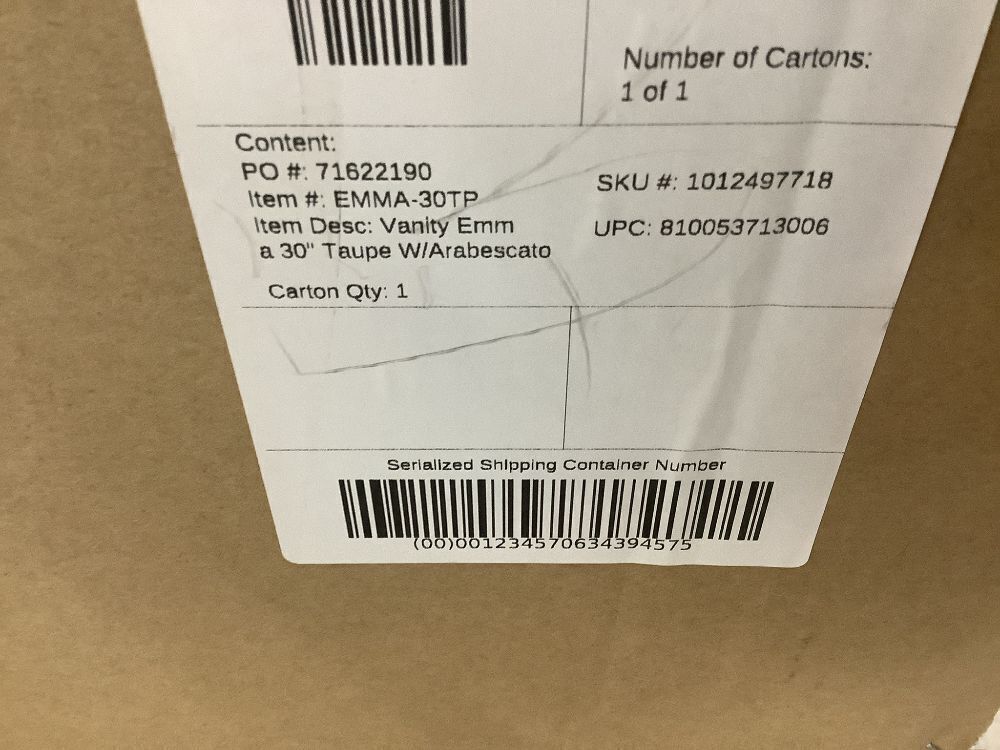 Number of Cartons:
1 of 1
Content:
PO #: 71622190
Item #: EMMA-30TP
Item Desc: Vanity Emm
a 30" Taupe W/Arabescato
Carton Qty: 1
SKU #: 1012497718
UPC: 810053713006
Serialized Shipping Container Number
(00)001234570634394575